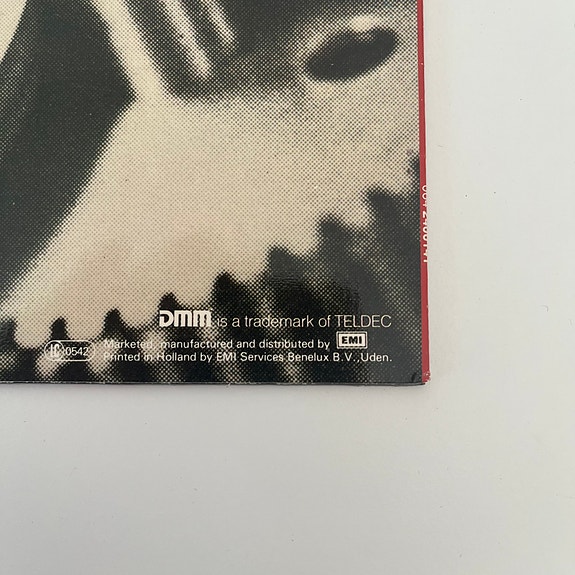 DMM is a trademark of TELDEC
LC 0542 Marketed, manufactured and distributed by EMI
Printed in Holland by EMI Services Benelux B.V., Uden.